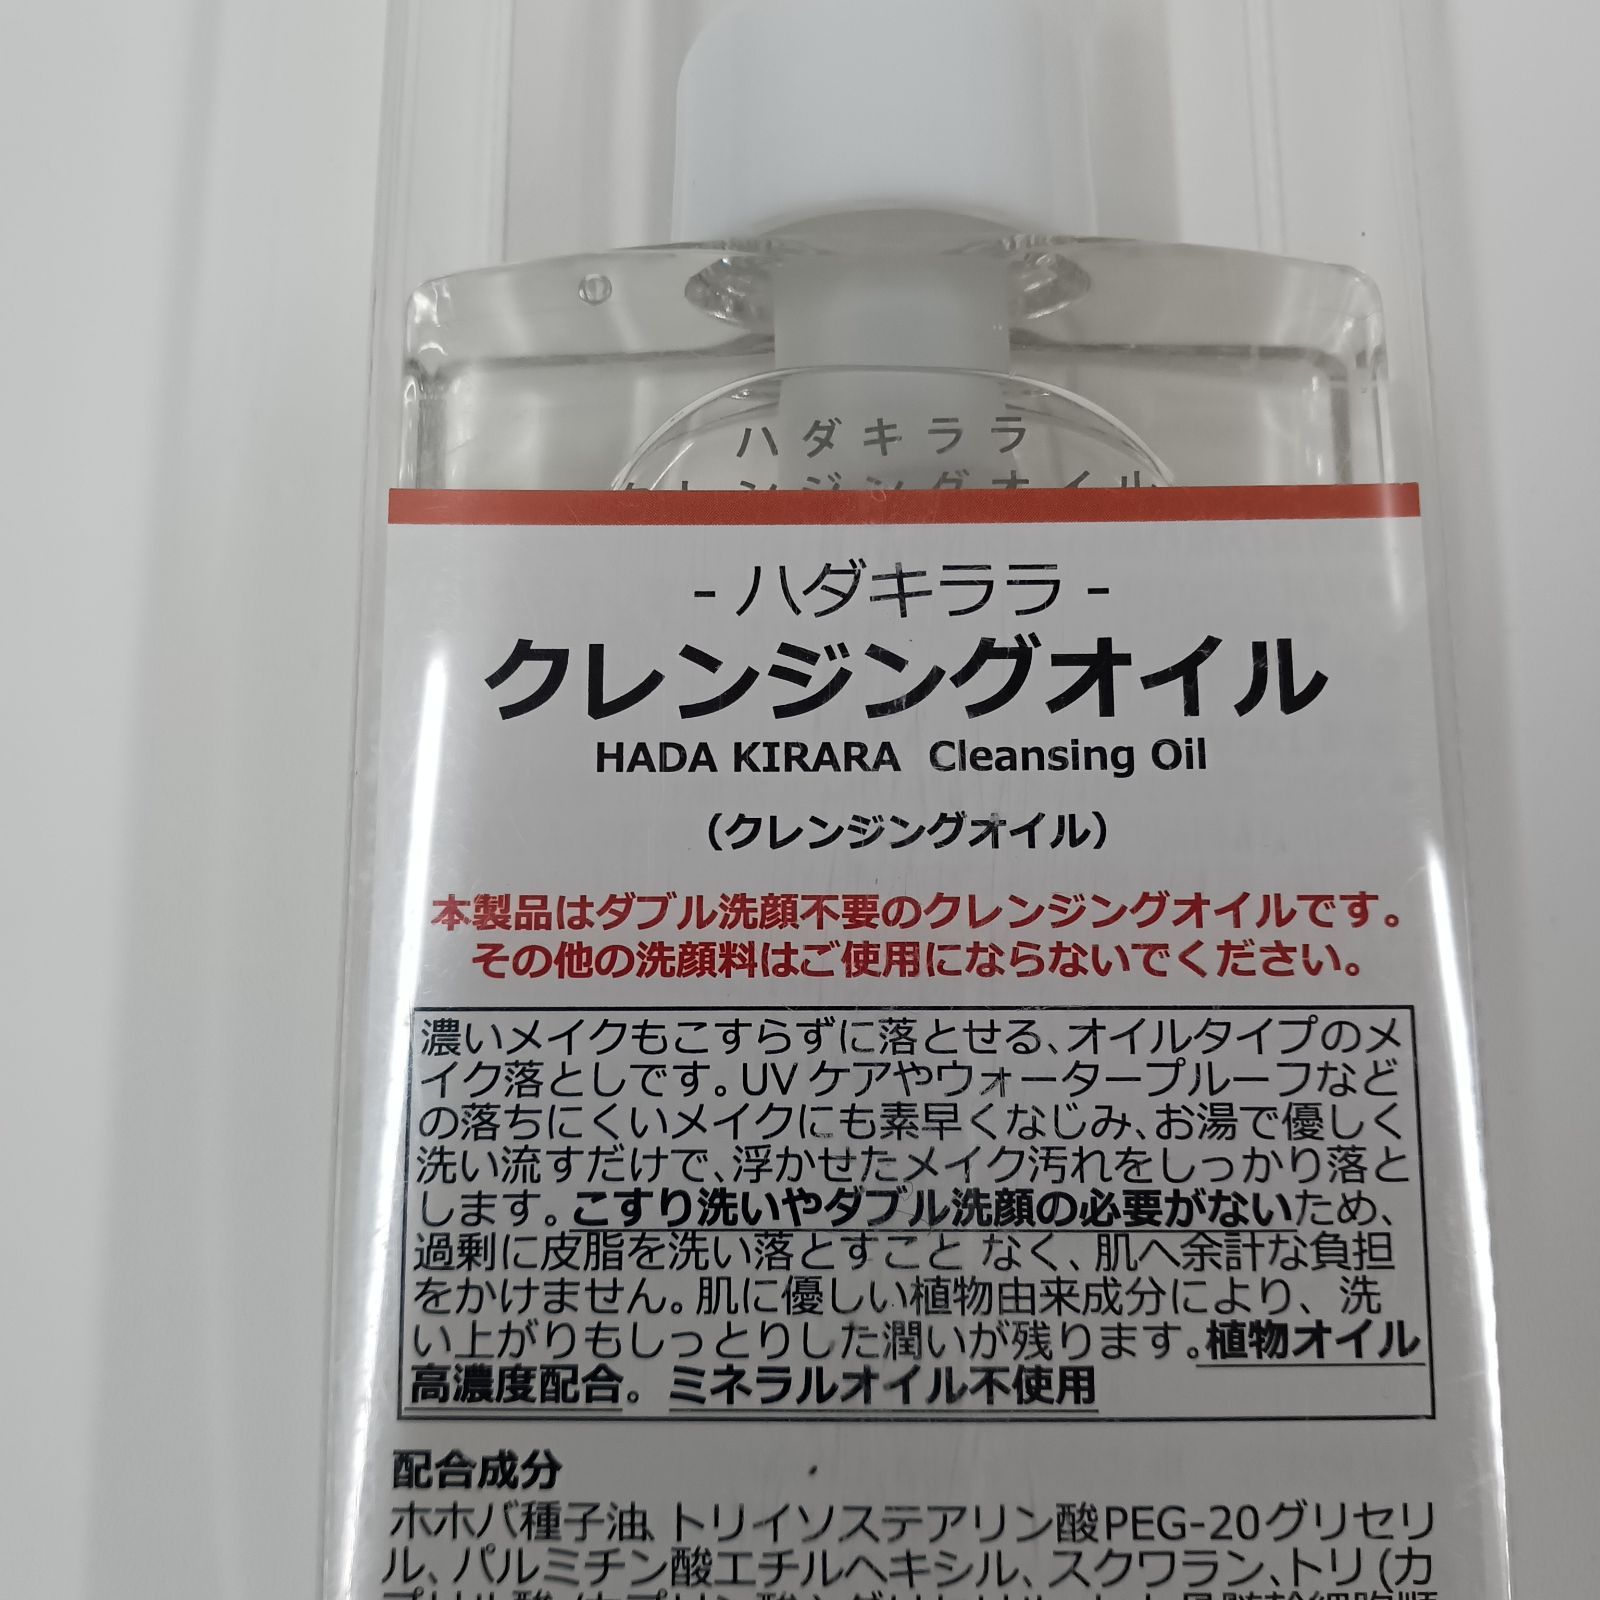 ハダキララ
クレンジングオイル
- ハダキララ -
クレンジングオイル
HADA KIRARA Cleansing Oil
（クレンジングオイル）
本製品はダブル洗顔不要のクレンジングオイルです。
その他の洗顔料はご使用にならないでください。
濃いメイクもこすらずに落とせる、オイルタイプのメ
イク落としです。UVケアやウォータープルーフなど
の落ちにくいメイクにも素早くなじみ、お湯で優しく
洗い流すだけで、浮かせたメイク汚れをしっかり落と
します。こすり洗いやダブル洗顔の必要がないため、
過剰に皮脂を洗い落とすこと なく、肌へ余計な負担
をかけません。肌に優しい植物由来成分により、洗
い上がりもしっとりした潤いが残ります。植物オイル
高濃度配合。ミネラルオイル不使用
配合成分
ホホバ種子油、トリイソステアリン酸PEG-20グリセリ
ル、パルミチン酸エチルヘキシル、スクワラン、トリ(カ